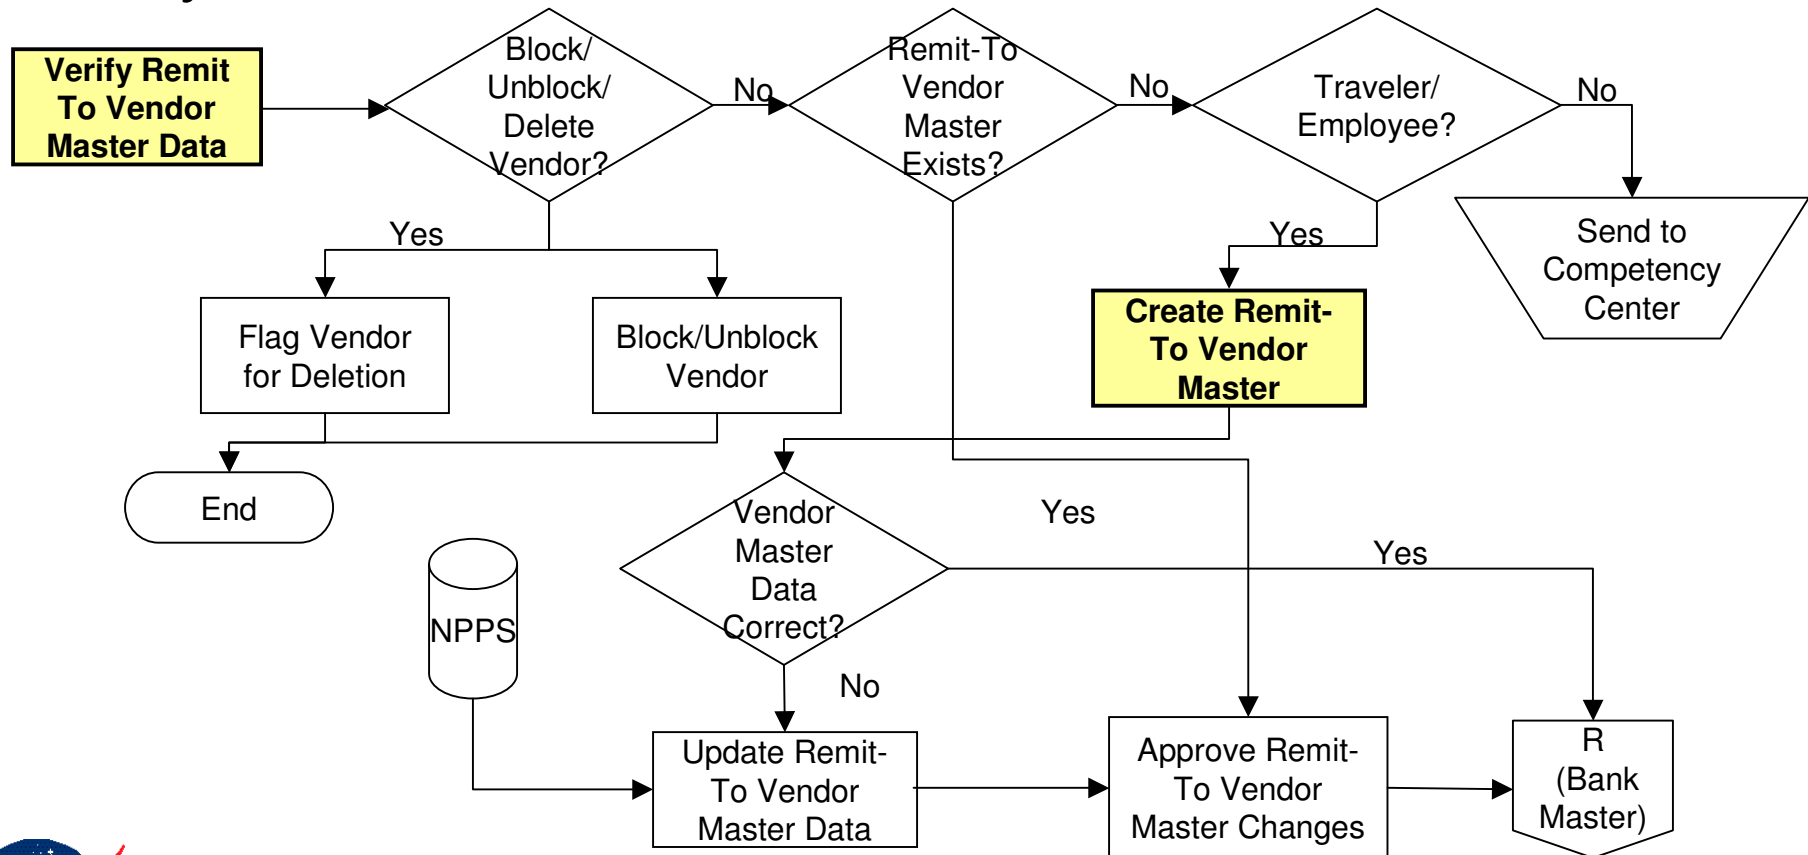 Verify Remit
To Vendor
Master Data
Block/
Unblock/
Delete
Vendor?
No
Remit-To
Vendor
Master
Exists?
No
Traveler/
Employee?
No
Send to
Competency
Center
Yes
Yes
Flag Vendor
for Deletion
Block/Unblock
Vendor
Create Remit-
To Vendor
Master
End
Vendor
Master
Data
Correct?
Yes
Yes
NPPS
No
Update Remit-
To Vendor
Master Data
Approve Remit-
To Vendor
Master Changes
R
(Bank
Master)